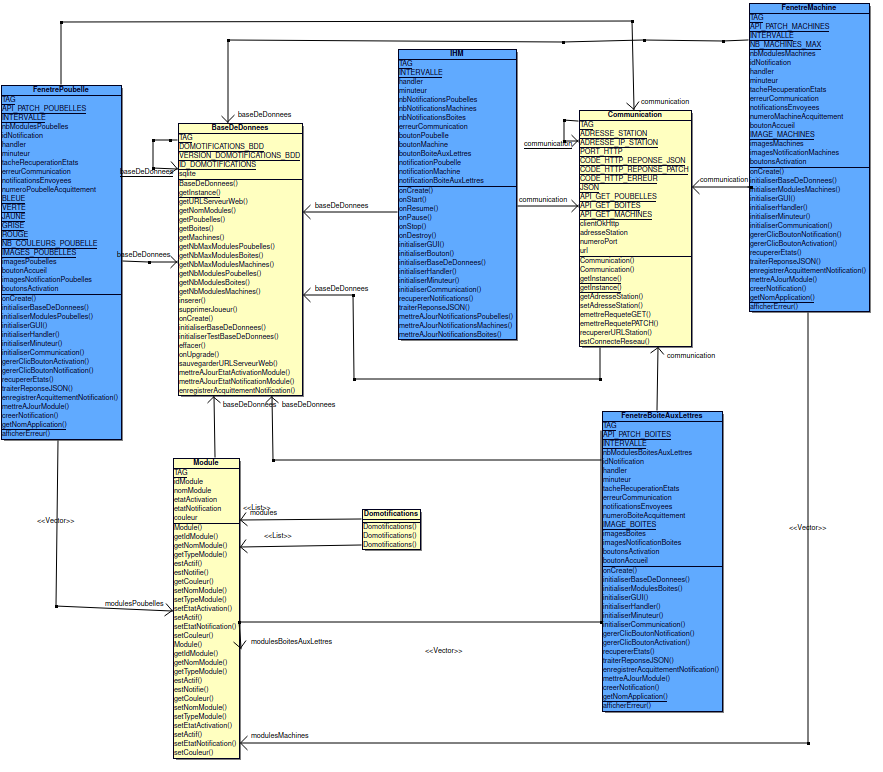 FenetrePoubelle
TAG
API_PATCH_POUBELLES
INTERVALLE
nbModulesPoubelles
idNotification
handler
minuteur
tacheRecuperationEtats
erreurCommunication
notificationsEnvoyees
numeroPoubelleAcquittement
BLEUE
VERTE
JAUNE
GRISE
ROUGE
NB_COULEURS_POUBELLE
IMAGES_POUBELLES
imagesPoubelles
boutonAccueil
imagesNotificationPoubelles
boutonsActivation
onCreate()
initialiserBaseDeDonnees()
initialiserModulesPoubelles()
initialiserGUI()
initialiserHandler()
initialiserMinuteur()
initialiserCommunication()
gererClicBoutonActivation()
gererClicBoutonNotification()
recupererEtats()
traiterReponseJSON()
enregistrerAcquittementNotification()
mettreAJourModule()
creerNotification()
getNomApplication()
afficherErreur()
baseDeDonnees
BaseDeDonnees
TAG
DOMOTIFICATIONS_BDD
VERSION_DOMOTIFICATIONS_BDD
ID_DOMOTIFICATIONS
sqlite
BaseDeDonnees()
getInstance()
getURLServeurWeb()
getNomModules()
getPoubelles()
getBoites()
getMachines()
getNbMaxModulesPoubelles()
getNbMaxModulesBoites()
getNbMaxModulesMachines()
getNbModulesPoubelles()
getNbModulesBoites()
getNbModulesMachines()
inserer()
supprimerJoueur()
onCreate()
initialiserBaseDeDonnees()
initialiserTestBaseDeDonnees()
effacer()
onUpgrade()
sauvegarderURLServeurWeb()
mettreAJourEtatActivationModule()
mettreAJourEtatNotificationModule()
enregistrerAcquittementNotification()
baseDeDonnees
baseDeDonnees
baseDeDonnees
baseDeDonnees
baseDeDonnees
baseDeDonnees
IHM
TAG
INTERVALLE
handler
minuteur
nbNotificationsPoubelles
nbNotificationsMachines
nbNotificationsBoites
erreurCommunication
boutonPoubelle
boutonMachine
boutonBoiteAuxLettres
notificationPoubelle
notificationMachine
notificationBoiteAuxLettres
onCreate()
onStart()
onResume()
onPause()
onStop()
onDestroy()
initialiserGUI()
initialiserBouton()
initialiserBaseDeDonnees()
initialiserHandler()
initialiserMinuteur()
initialiserCommunication()
recupererNotifications()
traiterReponseJSON()
mettreAJourNotificationsPoubelles()
mettreAJourNotificationsMachines()
mettreAJourNotificationsBoites()
communication
communication
communication
Communication
TAG
ADRESSE_STATION
ADRESSE_IP_STATION
PORT_HTTP
CODE_HTTP_REPONSE_JSON
CODE_HTTP_REPONSE_PATCH
CODE_HTTP_ERREUR
JSON
API_GET_POUBELLES
API_GET_BOITES
API_GET_MACHINES
clientOkHttp
adresseStation
numeroPort
url
Communication()
Communication()
getInstance()
getInstance()
getAdresseStation()
setAdresseStation()
emettreRequeteGET()
emettreRequetePATCH()
recupererURLStation()
estConnecteReseau()
communication
communication
FenetreMachine
TAG
API_PATCH_MACHINES
INTERVALLE
NB_MACHINES_MAX
nbModulesMachines
idNotification
handler
minuteur
tacheRecuperationEtats
erreurCommunication
notificationsEnvoyees
numeroMachineAcquittement
boutonAccueil
IMAGE_MACHINES
imagesMachines
imagesNotificationMachines
boutonsActivation
onCreate()
initialiserBaseDeDonnees()
initialiserModulesMachines()
initialiserGUI()
initialiserHandler()
initialiserMinuteur()
initialiserCommunication()
gererClicBoutonNotification()
gererClicBoutonActivation()
recupererEtats()
traiterReponseJSON()
enregistrerAcquittementNotification()
mettreAJourModule()
creerNotification()
getNomApplication()
afficherErreur()
FenetreBoiteAuxLettres
TAG
API_PATCH_BOITES
INTERVALLE
nbModulesBoitesAuxLettres
idNotification
handler
minuteur
tacheRecuperationEtats
erreurCommunication
notificationsEnvoyees
numeroBoiteAcquittement
IMAGE_BOITES
imagesBoites
imagesNotificationBoites
boutonsActivation
boutonAccueil
onCreate()
initialiserBaseDeDonnees()
initialiserModulesBoites()
initialiserGUI()
initialiserHandler()
initialiserMinuteur()
initialiserCommunication()
gererClicBoutonNotification()
gererClicBoutonActivation()
recupererEtats()
traiterReponseJSON()
enregistrerAcquittementNotification()
mettreAJourModule()
creerNotification()
getNomApplication()
afficherErreur()
Module
TAG
idModule
nomModule
etatActivation
etatNotification
couleur
Module()
getIdModule()
getNomModule()
getTypeModule()
estActif()
estNotifie()
getCouleur()
setNomModule()
setTypeModule()
setEtatActivation()
setActif()
setEtatNotification()
setCouleur()
Module()
getIdModule()
getNomModule()
getTypeModule()
estActif()
estNotifie()
getCouleur()
setNomModule()
setTypeModule()
setEtatActivation()
setActif()
setEtatNotification()
setCouleur()
<<List>>
modules
<<List>>
Domotifications
Domotifications()
Domotifications()
Domotifications()
<<Vector>>
modulesPoubelles
modulesBoitesAuxLettres
<<Vector>>
<<Vector>>
modulesMachines